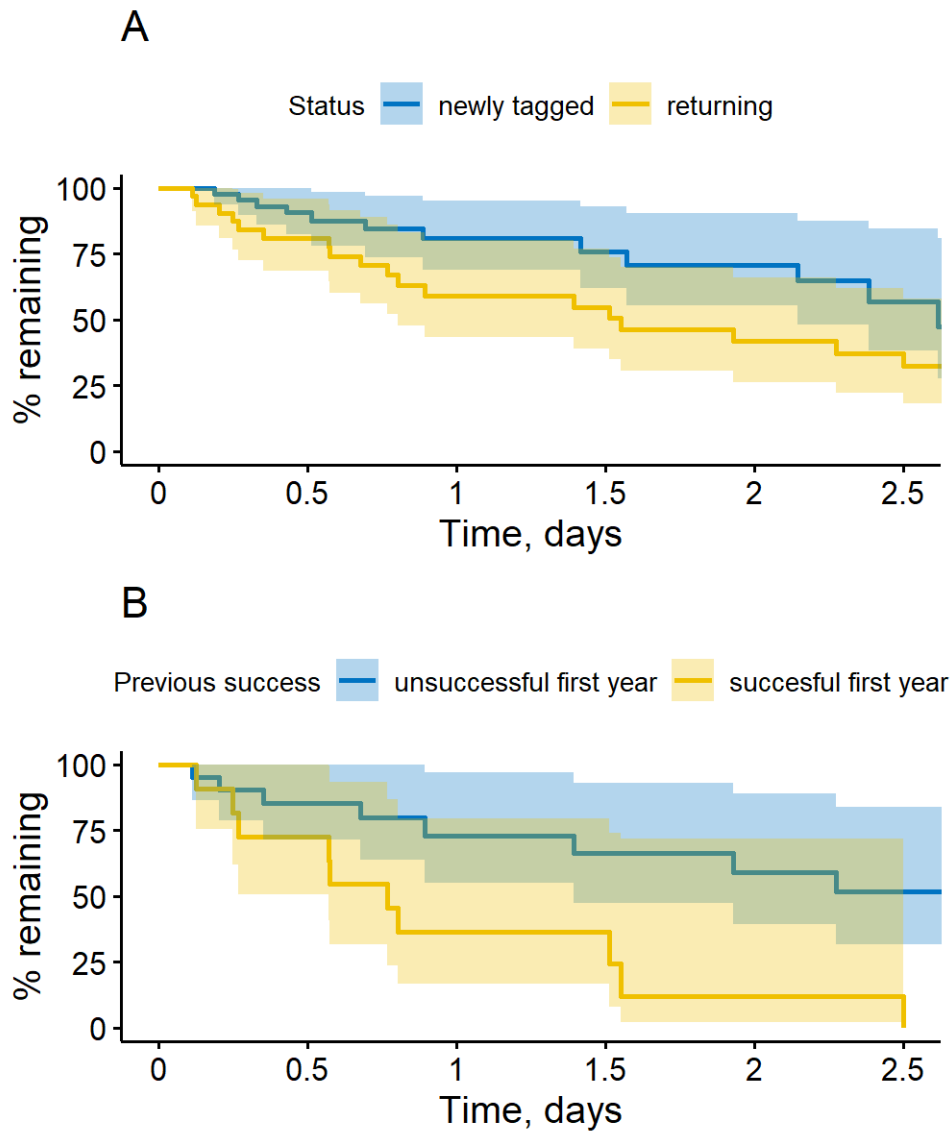 A
Status newly tagged returning
100
75
50
25
0
% remaining
0 0.5 1 1.5 2 2.5
Time, days
B
Previous success unsuccessful first year succesful first year
100
75
50
25
0
% remaining
0 0.5 1 1.5 2 2.5
Time, days